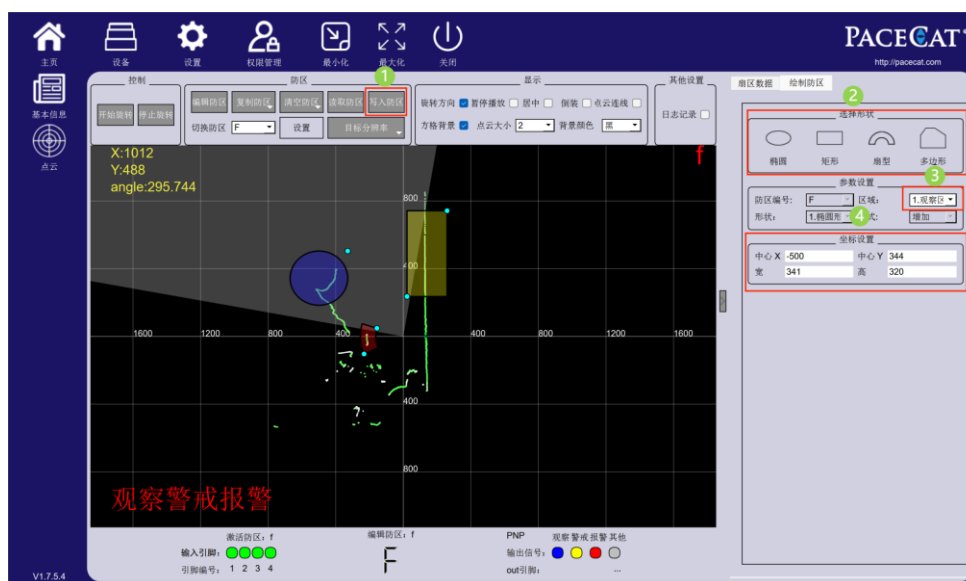 主页
设备
设置
权限管理
最小化
最大化
关闭
PACECAT
http://pacecat.com
基本信息
点云
V1.7.5.4
控制
开始旋转 停止旋转
防区
1
编辑防区 复制防区 清空防区 读取防区 写入防区
切换防区 F 设置 目标分辨率
显示
旋转方向 暂停播放 居中 倒装 点云连线
方格背景 点云大小 2 背景颜色 黑
其他设置
日志记录
X:1012
Y:488
angle:295.744
f
800
400
1600 1200 800 400 400 800 1200 1600
400
800
观察警戒报警
激活防区: f
输入引脚:
引脚编号: 1 2 3 4
编辑防区: f
F
PNP 观察 警戒 报警 其他
输出信号:
out引脚: ...
扇区数据 绘制防区
2
选择形状
椭圆 矩形 扇型 多边形
3
参数设置
防区编号: F 区域: 1.观察区
形状: 1.椭圆形 4 式: 增加
坐标设置
中心 X -500 中心 Y 344
宽 341 高 320